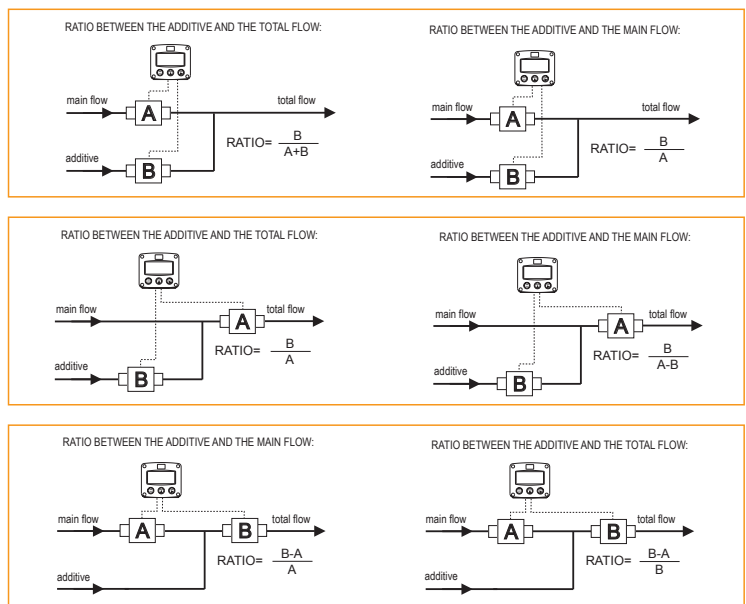 RATIO BETWEEN THE ADDITIVE AND THE TOTAL FLOW:
main flow
A
total flow
RATIO= B
A+B
additive
B
RATIO BETWEEN THE ADDITIVE AND THE MAIN FLOW:
main flow
A
total flow
RATIO= B
A
additive
B
RATIO BETWEEN THE ADDITIVE AND THE TOTAL FLOW:
main flow
A
total flow
RATIO= B
A
additive
B
RATIO BETWEEN THE ADDITIVE AND THE MAIN FLOW:
main flow
A
total flow
RATIO= B
A-B
additive
B
RATIO BETWEEN THE ADDITIVE AND THE MAIN FLOW:
main flow
A
B
total flow
RATIO= B-A
A
additive
RATIO BETWEEN THE ADDITIVE AND THE TOTAL FLOW:
main flow
A
B
total flow
RATIO= B-A
B
additive